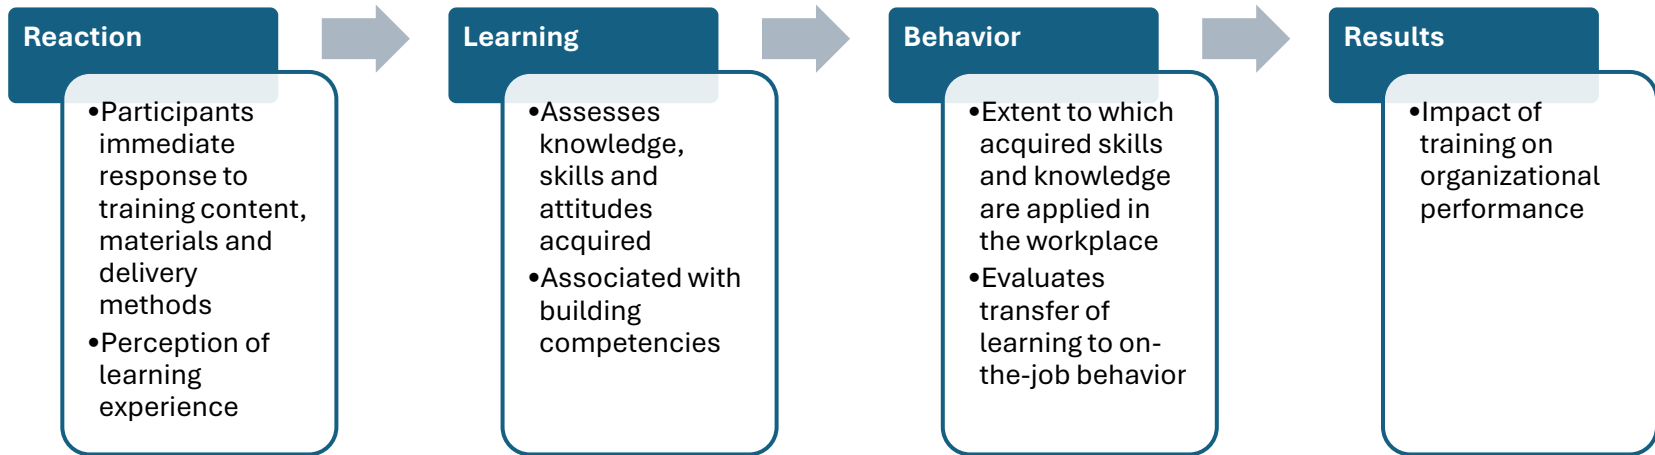 Reaction
•Participants
immediate
response to
training content,
materials and
delivery
methods
•Perception of
learning
experience
Learning
•Assesses
knowledge,
skills and
attitudes
acquired
•Associated with
building
competencies
Behavior
•Extent to which
acquired skills
and knowledge
are applied in
the workplace
•Evaluates
transfer of
learning to on-
the-job behavior
Results
•Impact of
training on
organizational
performance